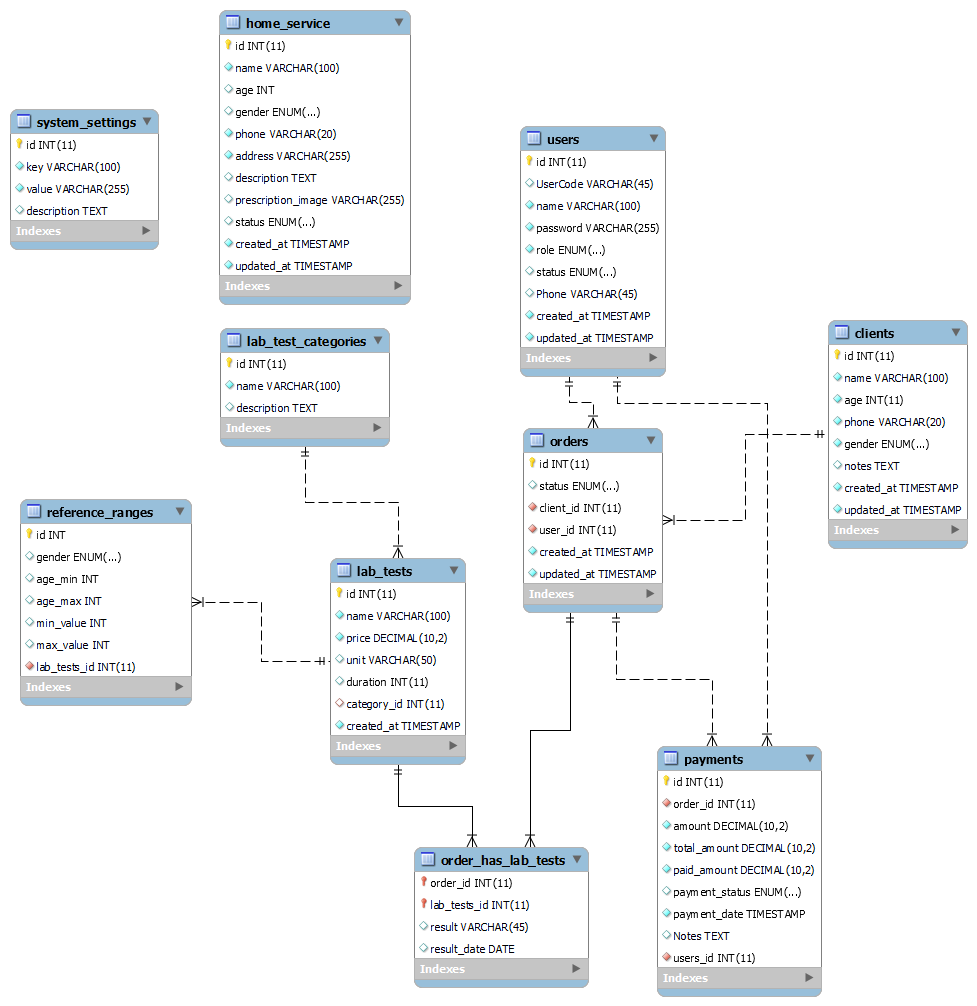 home_service
id INT(11)
name VARCHAR(100)
age INT
gender ENUM(...)
phone VARCHAR(20)
address VARCHAR(255)
description TEXT
prescription_image VARCHAR(255)
status ENUM(...)
created_at TIMESTAMP
updated_at TIMESTAMP
Indexes
system_settings
id INT(11)
key VARCHAR(100)
value VARCHAR(255)
description TEXT
Indexes
users
id INT(11)
UserCode VARCHAR(45)
name VARCHAR(100)
password VARCHAR(255)
role ENUM(...)
status ENUM(...)
Phone VARCHAR(45)
created_at TIMESTAMP
updated_at TIMESTAMP
Indexes
clients
id INT(11)
name VARCHAR(100)
age INT(11)
phone VARCHAR(20)
gender ENUM(...)
notes TEXT
created_at TIMESTAMP
updated_at TIMESTAMP
Indexes
lab_test_categories
id INT(11)
name VARCHAR(100)
description TEXT
Indexes
orders
id INT(11)
status ENUM(...)
client_id INT(11)
user_id INT(11)
created_at TIMESTAMP
updated_at TIMESTAMP
Indexes
reference_ranges
id INT
gender ENUM(...)
age_min INT
age_max INT
min_value INT
max_value INT
lab_tests_id INT(11)
Indexes
lab_tests
id INT(11)
name VARCHAR(100)
price DECIMAL(10,2)
unit VARCHAR(50)
duration INT(11)
category_id INT(11)
created_at TIMESTAMP
Indexes
payments
id INT(11)
order_id INT(11)
amount DECIMAL(10,2)
total_amount DECIMAL(10,2)
paid_amount DECIMAL(10,2)
payment_status ENUM(...)
payment_date TIMESTAMP
Notes TEXT
users_id INT(11)
Indexes
order_has_lab_tests
order_id INT(11)
lab_tests_id INT(11)
result VARCHAR(45)
result_date DATE
Indexes